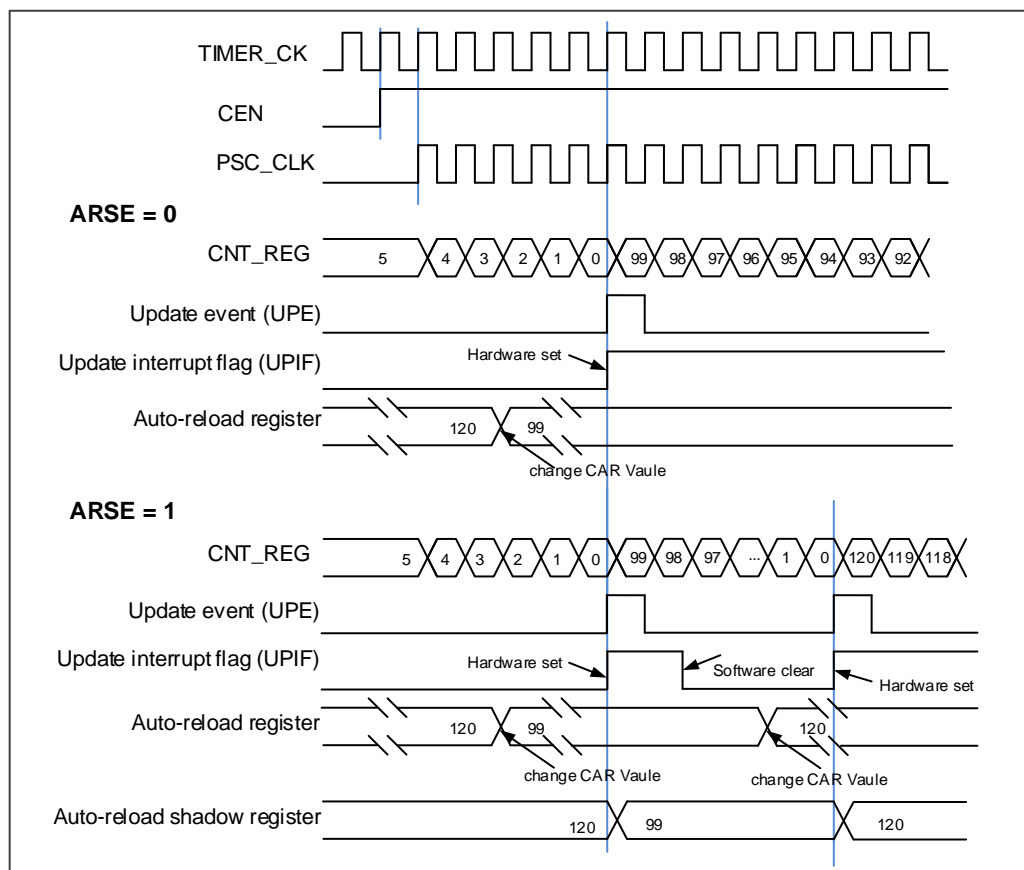 TIMER_CK
CEN
PSC_CLK
ARSE = 0
CNT_REG 5 4 3 2 1 0 99 98 97 96 95 94 93 92
Update event (UPE)
Update interrupt flag (UPIF) Hardware set
Auto-reload register 120 99
change CAR Vaule
ARSE = 1
CNT_REG 5 4 3 2 1 0 99 98 97 ... 1 0 120 119 118
Update event (UPE)
Update interrupt flag (UPIF) Hardware set Software clear Hardware set
Auto-reload register 120 99 120
change CAR Vaule change CAR Vaule
Auto-reload shadow register 120 99 120